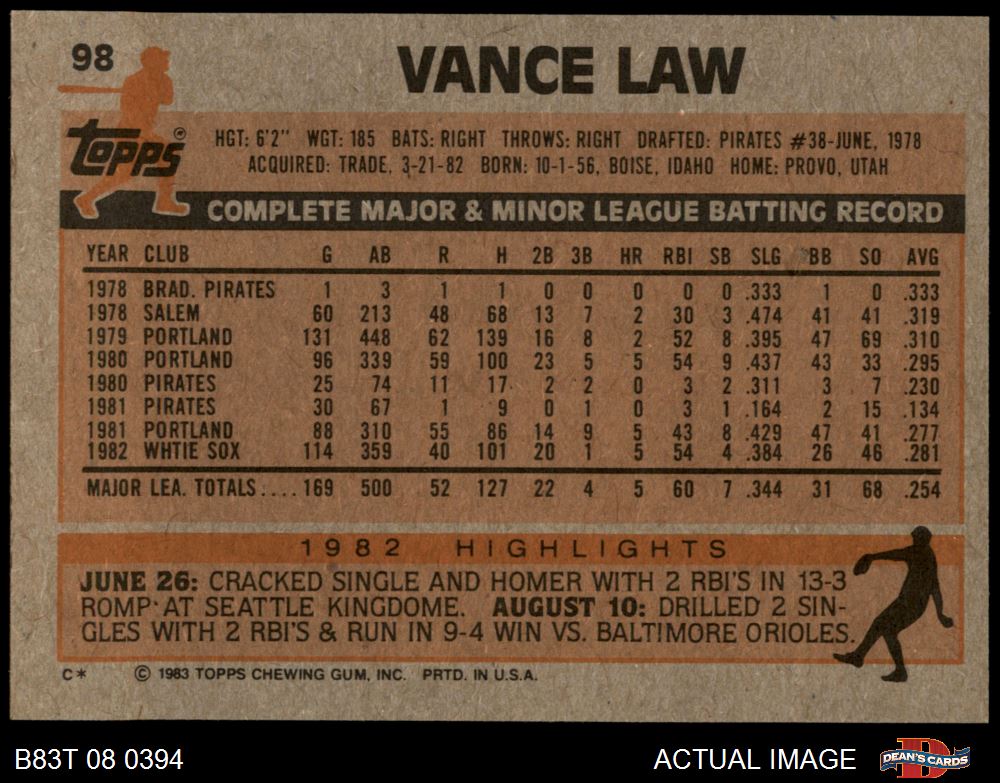 98
VANCE LAW
Topps®
HGT: 6'2" WGT: 185 BATS: RIGHT THROWS: RIGHT DRAFTED: PIRATES #38-JUNE, 1978
ACQUIRED: TRADE, 3-21-82 BORN: 10-1-56, BOISE, IDAHO HOME: PROVO, UTAH
COMPLETE MAJOR & MINOR LEAGUE BATTING RECORD
YEAR CLUB G AB R H 2B 3B HR RBI SB SLG BB SO AVG
1978 BRAD. PIRATES 1 3 1 1 0 0 0 0 0 .333 1 0 .333
1978 SALEM 60 213 48 68 13 7 2 30 3 .474 41 41 .319
1979 PORTLAND 131 448 62 139 16 8 2 52 8 .395 47 69 .310
1980 PORTLAND 96 339 59 100 23 5 5 54 9 .437 43 33 .295
1980 PIRATES 25 74 11 17 2 2 0 3 2 .311 3 7 .230
1981 PIRATES 30 67 1 9 0 1 0 3 1 .164 2 15 .134
1981 PORTLAND 88 310 55 86 14 9 5 43 8 .429 47 41 .277
1982 WHTIE SOX 114 359 40 101 20 1 5 54 4 .384 26 46 .281
MAJOR LEA. TOTALS.... 169 500 52 127 22 4 5 60 7 .344 31 68 .254
1982 HIGHLIGHTS
JUNE 26: CRACKED SINGLE AND HOMER WITH 2 RBI'S IN 13-3
ROMP AT SEATTLE KINGDOME. AUGUST 10: DRILLED 2 SIN-
GLES WITH 2 RBI'S & RUN IN 9-4 WIN VS. BALTIMORE ORIOLES.
C* © 1983 TOPPS CHEWING GUM, INC. PRTD. IN U.S.A.
B83T 08 0394 ACTUAL IMAGE DEAN'S CARDS